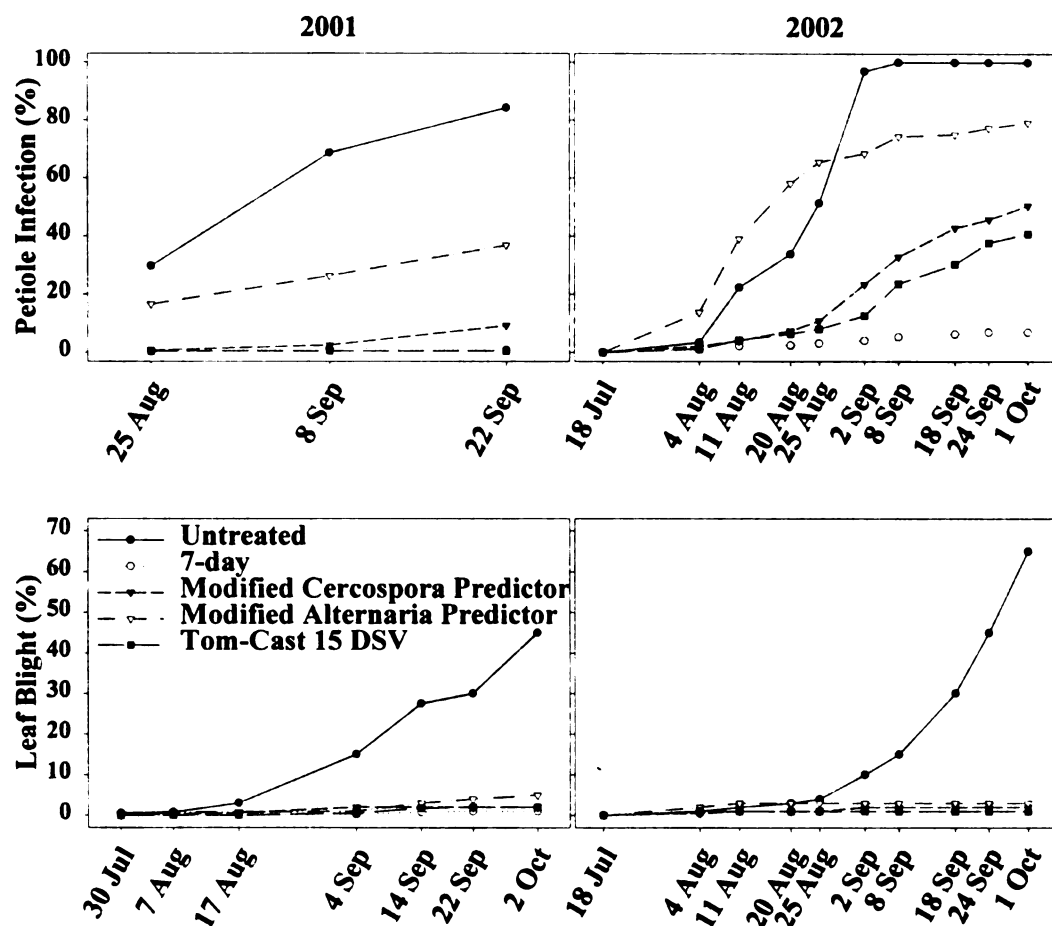 2001
2002
Petiole Infection (%)
100
80
60
40
20
0
25 Aug
8 Sep
22 Sep
18 Jul
4 Aug
11 Aug
20 Aug
25 Aug
2 Sep
8 Sep
18 Sep
24 Sep
1 Oct
Leaf Blight (%)
70
60
50
40
30
20
10
0
Untreated
7-day
Modified Cercospora Predictor
Modified Alternaria Predictor
Tom-Cast 15 DSV
30 Jul
7 Aug
17 Aug
4 Sep
14 Sep
22 Sep
2 Oct
18 Jul
4 Aug
11 Aug
20 Aug
25 Aug
2 Sep
8 Sep
18 Sep
24 Sep
1 Oct